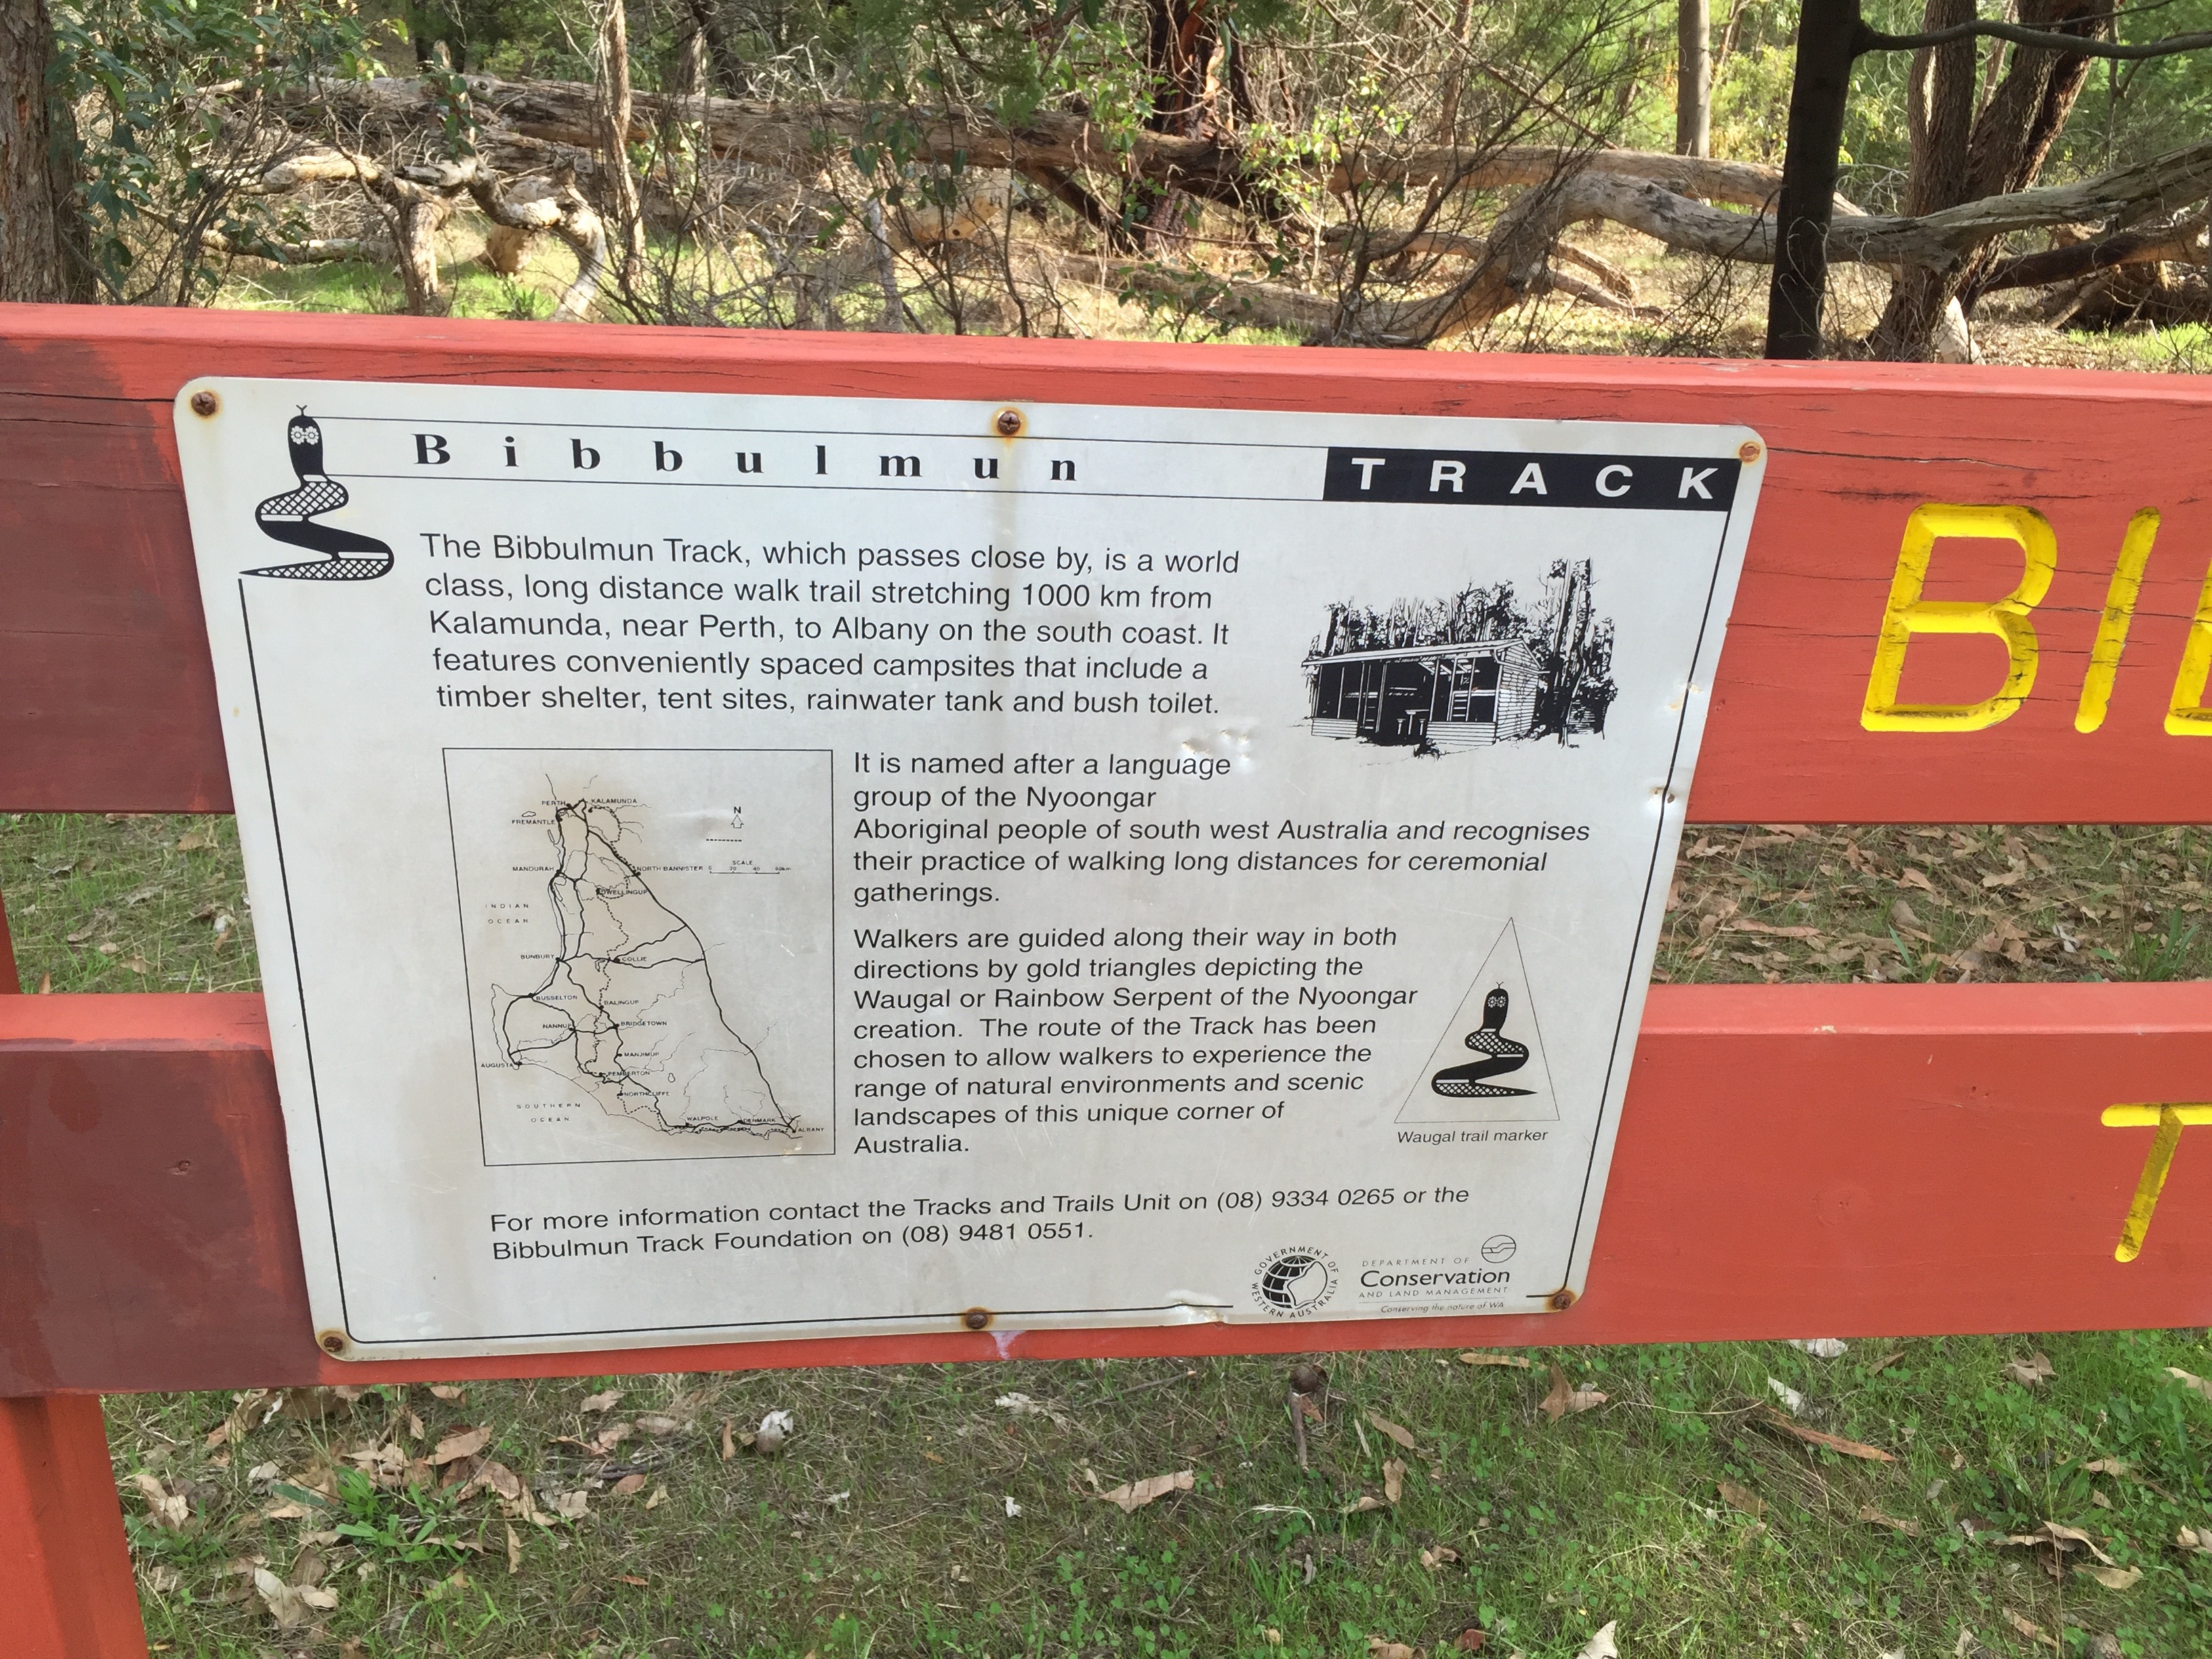 Bibbulmun TRACK
The Bibbulmun Track, which passes close by, is a world
class, long distance walk trail stretching 1000 km from
Kalamunda, near Perth, to Albany on the south coast. It
features conveniently spaced campsites that include a
timber shelter, tent sites, rainwater tank and bush toilet.
It is named after a language
group of the Nyoongar
Aboriginal people of south west Australia and recognises
their practice of walking long distances for ceremonial
gatherings.
Walkers are guided along their way in both
directions by gold triangles depicting the
Waugal or Rainbow Serpent of the Nyoongar
creation. The route of the Track has been
chosen to allow walkers to experience the
range of natural environments and scenic
landscapes of this unique corner of
Australia.
Waugal trail marker
PERTH
KALAMUNDA
FREMANTLE
N
SCALE
0 20 40
MANDURAH
NORTH BANNISTER
DWELLINGUP
INDIAN
OCEAN
BUNBURY
COLLIE
BUSSELTON
BALINGUP
NANNUP
BRIDGETOWN
MANJIMUP
AUGUSTA
PEMBERTON
NORTHCLIFFE
SOUTHERN
OCEAN
WALPOLE
DENMARK
ALBANY
For more information contact the Tracks and Trails Unit on (08) 9334 0265 or the
Bibbulmun Track Foundation on (08) 9481 0551.
GOVERNMENT OF
WESTERN AUSTRALIA
DEPARTMENT OF
Conservation
AND LAND MANAGEMENT
Conserving the nature of WA
BI
T